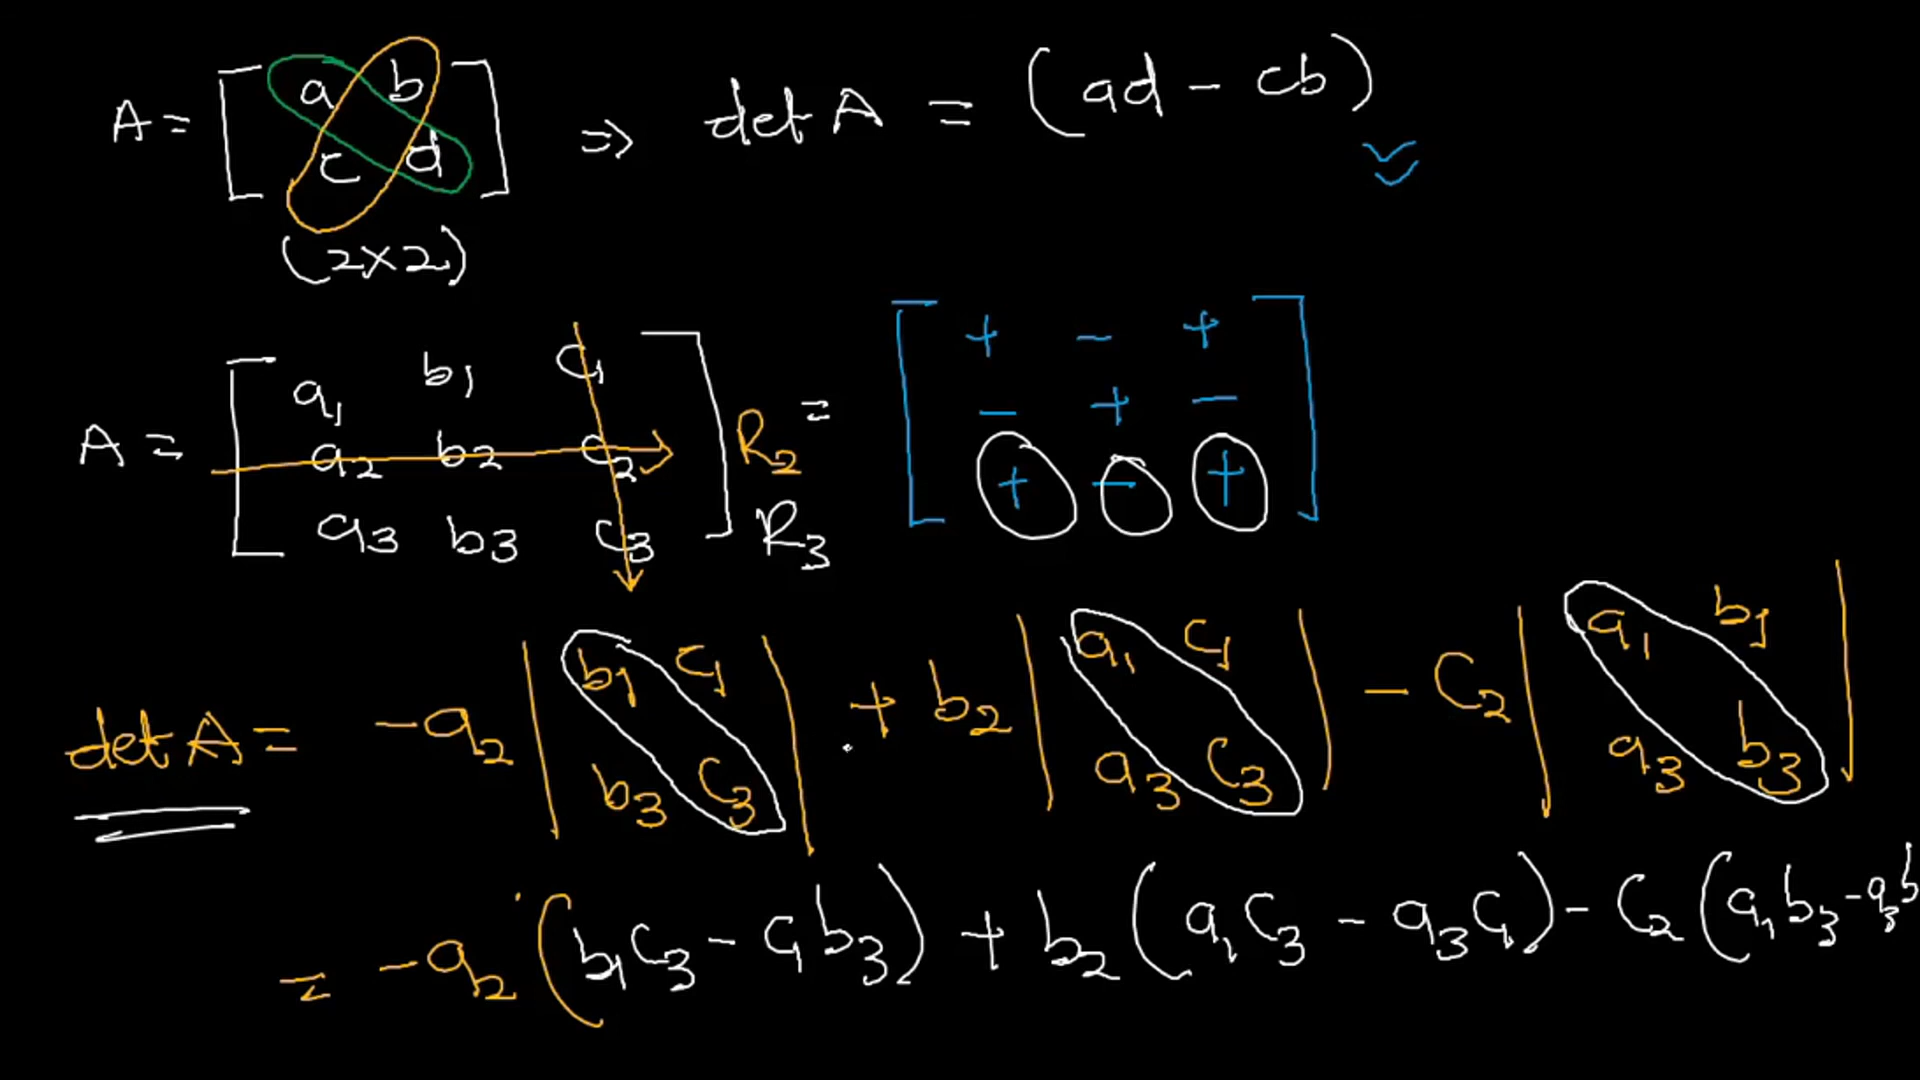 A = [ a b ⇒ det A = (ad - cb)
c d ]
(2×2)
A = [ a1 b1 c1 = [ + - +
a2 b2 c2 R2 - + -
a3 b3 c3 ] R3 + - + ]
det A = -a2 | b1 c1 | + b2 | a1 c1 | - c2 | a1 b1 |
b3 c3 a3 c3 a3 b3
= -a2 (b1c3 - c1b3) + b2 (a1c3 - a3c1) - c2 (a1b3 - a3b